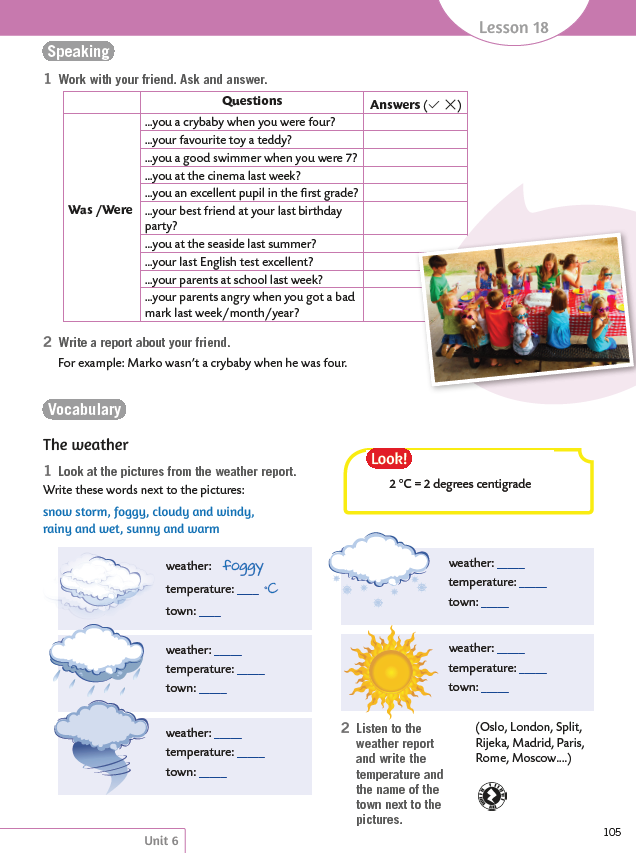 Lesson 18
Speaking
1 Work with your friend. Ask and answer.
Questions
Answers (✓ ✕)
Was /Were
...you a crybaby when you were four?
...your favourite toy a teddy?
...you a good swimmer when you were 7?
...you at the cinema last week?
...you an excellent pupil in the first grade?
...your best friend at your last birthday
party?
...you at the seaside last summer?
...your last English test excellent?
...your parents at school last week?
...your parents angry when you got a bad
mark last week/month/year?
2 Write a report about your friend.
For example: Marko wasn't a crybaby when he was four.
Vocabulary
The weather
1 Look at the pictures from the weather report.
Write these words next to the pictures:
snow storm, foggy, cloudy and windy,
rainy and wet, sunny and warm
Look!
2 °C = 2 degrees centigrade
weather: foggy
temperature: ___ °C
town: ___
weather: ____
temperature: ____
town: ____
weather: ____
temperature: ____
town: ____
weather: ____
temperature: ____
town: ____
weather: ____
temperature: ____
town: ____
2 Listen to the
weather report
and write the
temperature and
the name of the
town next to the
pictures.
(Oslo, London, Split,
Rijeka, Madrid, Paris,
Rome, Moscow....)
Unit 6
105